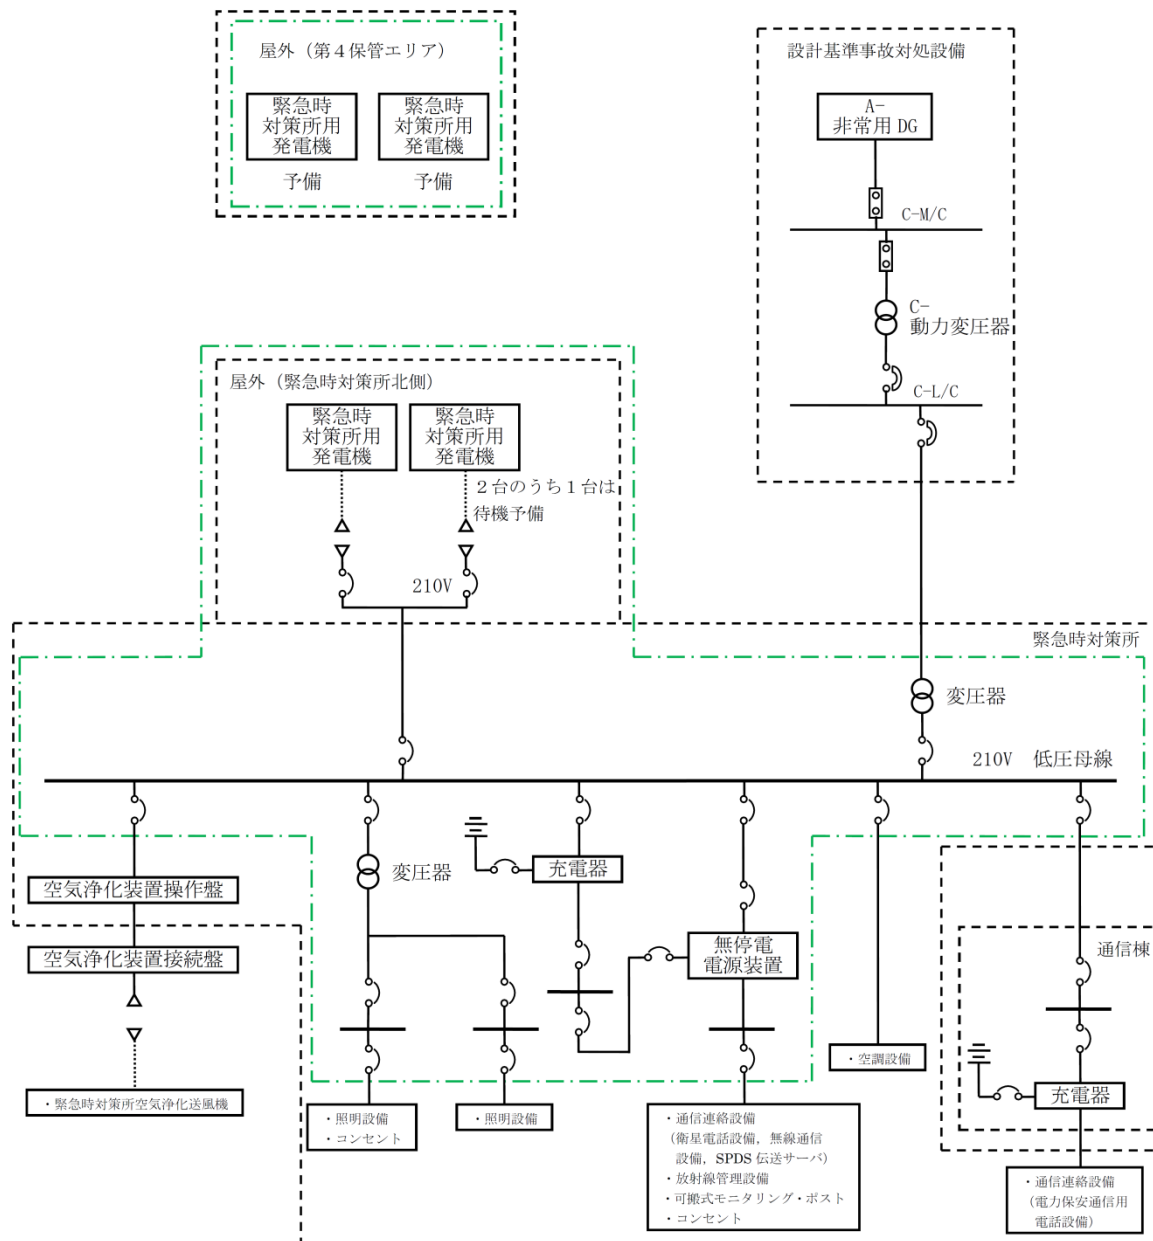 屋外（第４保管エリア）
緊急時
対策所用
発電機
緊急時
対策所用
発電機
予備
予備
設計基準事故対処設備
A-
非常用 DG
C-M/C
C-
動力変圧器
C-L/C
屋外（緊急時対策所北側）
緊急時
対策所用
発電機
緊急時
対策所用
発電機
２台のうち１台は
待機予備
210V
緊急時対策所
変圧器
210V 低圧母線
空気浄化装置操作盤
空気浄化装置接続盤
・緊急時対策所空気浄化送風機
変圧器
・照明設備
・コンセント
・照明設備
充電器
無停電
電源装置
・通信連絡設備
（衛星電話設備，無線通信
設備，SPDS 伝送サーバ）
・放射線管理設備
・可搬式モニタリング・ポスト
・コンセント
・空調設備
通信棟
充電器
・通信連絡設備
（電力保安通信用
電話設備）